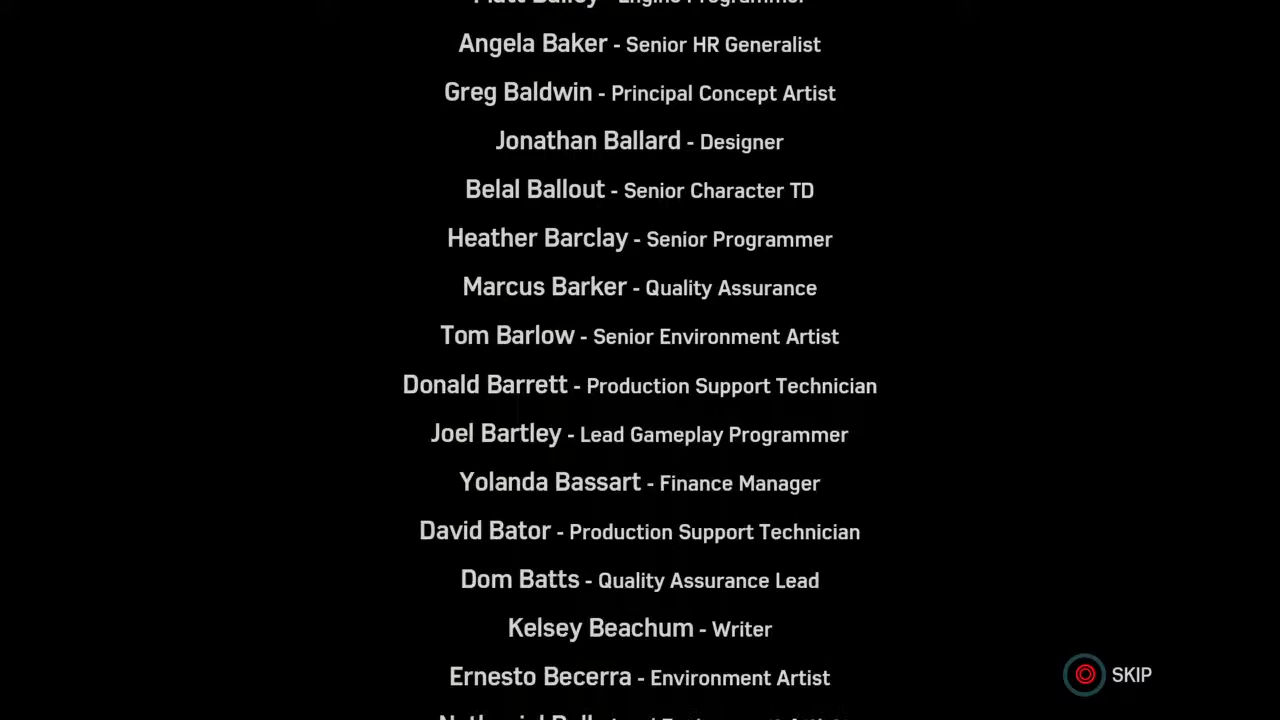 Angela Baker - Senior HR Generalist
Greg Baldwin - Principal Concept Artist
Jonathan Ballard - Designer
Belal Ballout - Senior Character TD
Heather Barclay - Senior Programmer
Marcus Barker - Quality Assurance
Tom Barlow - Senior Environment Artist
Donald Barrett - Production Support Technician
Joel Bartley - Lead Gameplay Programmer
Yolanda Bassart - Finance Manager
David Bator - Production Support Technician
Dom Batts - Quality Assurance Lead
Kelsey Beachum - Writer
Ernesto Becerra - Environment Artist
SKIP